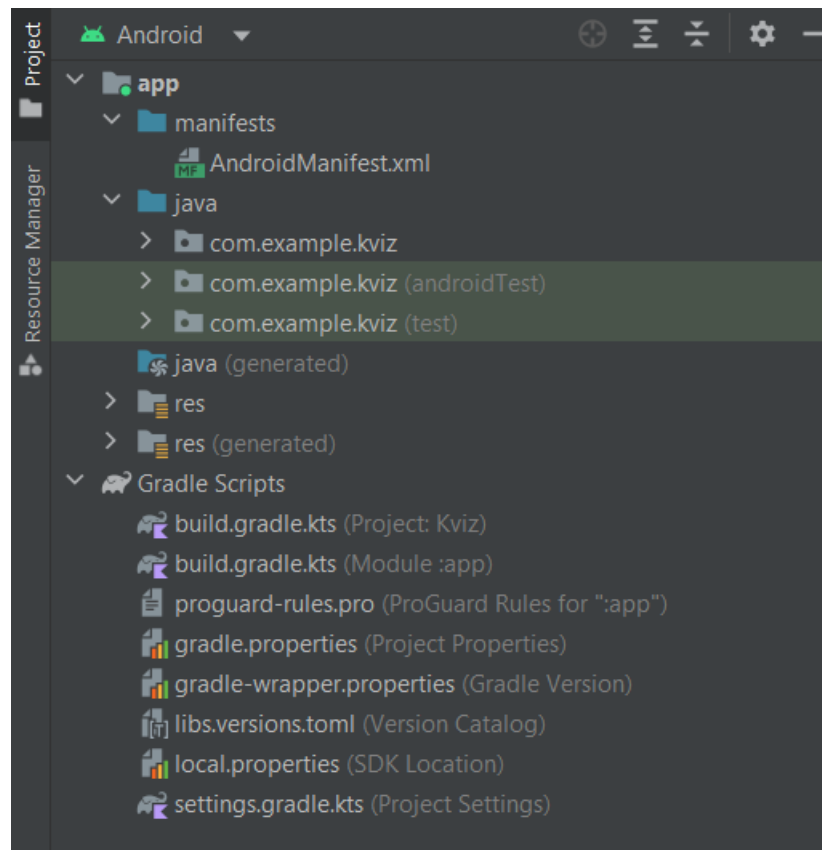 Project
Resource Manager
Android
app
manifests
MF AndroidManifest.xml
java
com.example.kviz
com.example.kviz (androidTest)
com.example.kviz (test)
java (generated)
res
res (generated)
Gradle Scripts
build.gradle.kts (Project: Kviz)
build.gradle.kts (Module :app)
proguard-rules.pro (ProGuard Rules for ":app")
gradle.properties (Project Properties)
gradle-wrapper.properties (Gradle Version)
[T] libs.versions.toml (Version Catalog)
local.properties (SDK Location)
settings.gradle.kts (Project Settings)